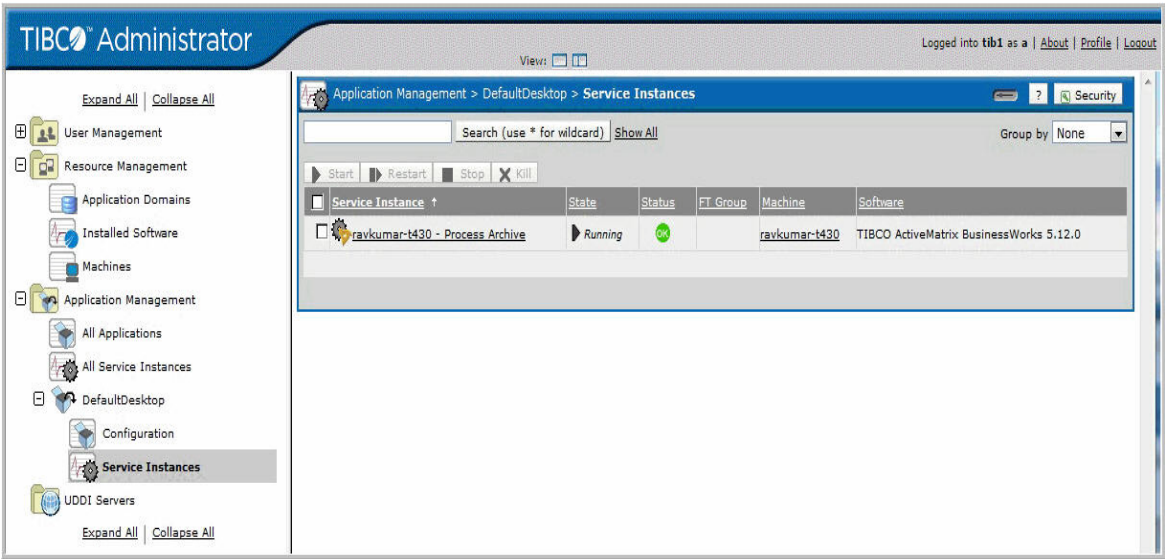 TIBCO™ Administrator
Logged into tib1 as a | About | Profile | Logout
View:
Expand All | Collapse All
User Management
Resource Management
Application Domains
Installed Software
Machines
Application Management
All Applications
All Service Instances
DefaultDesktop
Configuration
Service Instances
UDDI Servers
Expand All | Collapse All
Application Management > DefaultDesktop > Service Instances
? Security
Search (use * for wildcard) Show All
Group by None
Start Restart Stop Kill
Service Instance ↑ State Status FT Group Machine Software
ravkumar-t430 - Process Archive Running OK ravkumar-t430 TIBCO ActiveMatrix BusinessWorks 5.12.0